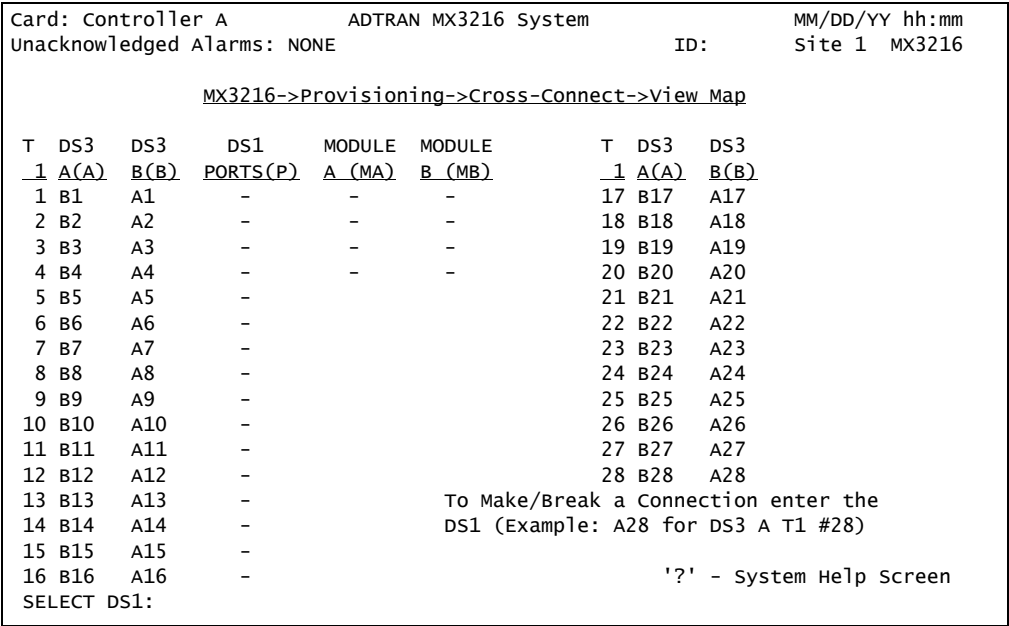 Card: Controller A ADTRAN MX3216 System MM/DD/YY hh:mm
Unacknowledged Alarms: NONE ID: Site 1 MX3216
MX3216->Provisioning->Cross-Connect->View Map
T DS3 DS3 DS1 MODULE MODULE T DS3 DS3
1 A(A) B(B) PORTS(P) A (MA) B (MB) 1 A(A) B(B)
1 B1 A1 - - - 17 B17 A17
2 B2 A2 - - - 18 B18 A18
3 B3 A3 - - - 19 B19 A19
4 B4 A4 - - - 20 B20 A20
5 B5 A5 - 21 B21 A21
6 B6 A6 - 22 B22 A22
7 B7 A7 - 23 B23 A23
8 B8 A8 - 24 B24 A24
9 B9 A9 - 25 B25 A25
10 B10 A10 - 26 B26 A26
11 B11 A11 - 27 B27 A27
12 B12 A12 - 28 B28 A28
13 B13 A13 - To Make/Break a Connection enter the
14 B14 A14 - DS1 (Example: A28 for DS3 A T1 #28)
15 B15 A15 -
16 B16 A16 - '?' - System Help Screen
SELECT DS1: